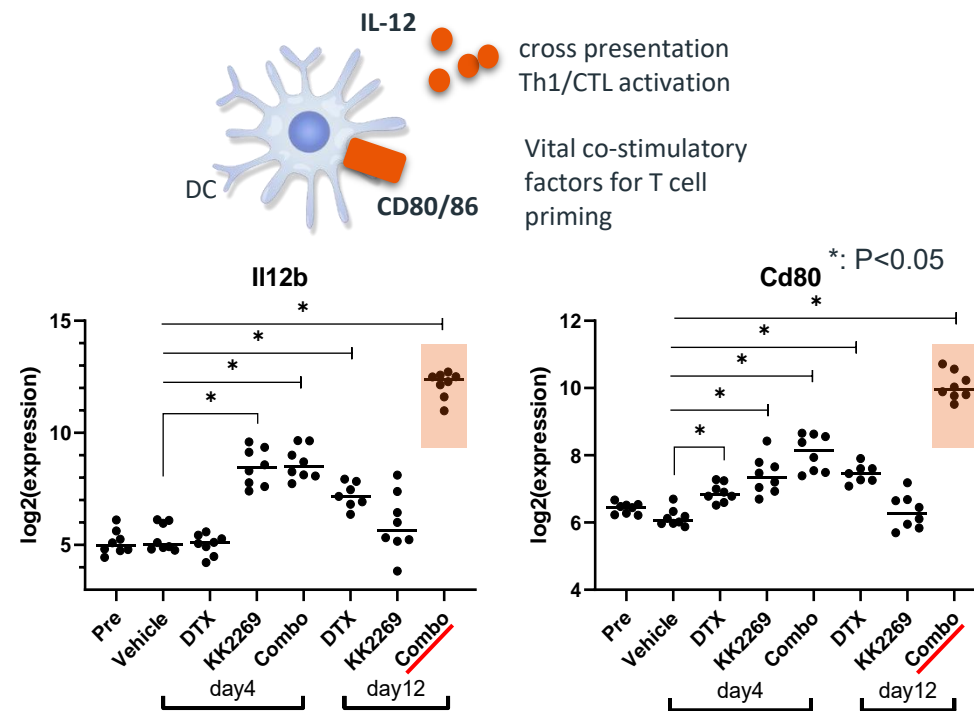 IL-12
cross presentation
Th1/CTL activation
Vital co-stimulatory
factors for T cell
priming
DC
CD80/86
*: P<0.05
Il12b
log2(expression)
15
10
5
*
*
*
*
Pre
Vehicle
DTX
KK2269
Combo
DTX
KK2269
Combo
day4
day12
Cd80
log2(expression)
12
10
8
6
4
*
*
*
*
*
Pre
Vehicle
DTX
KK2269
Combo
DTX
KK2269
Combo
day4
day12